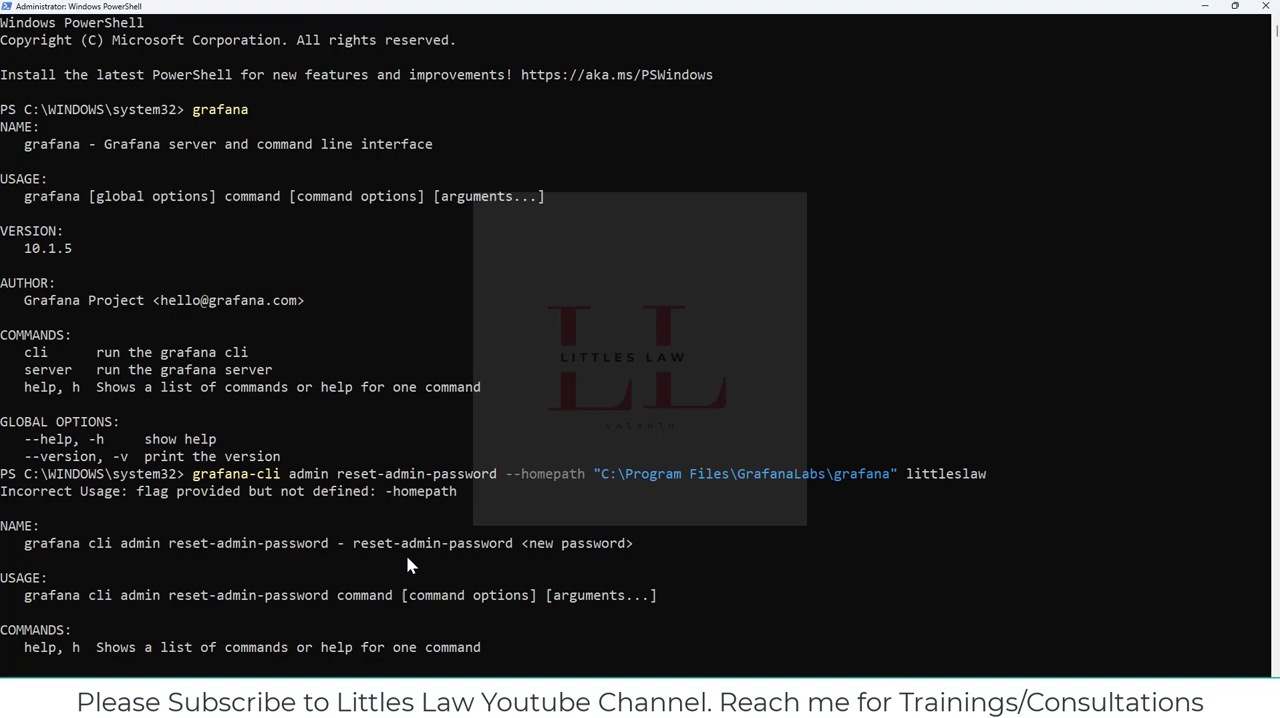 Administrator: Windows PowerShell
Windows PowerShell
Copyright (C) Microsoft Corporation. All rights reserved.
Install the latest PowerShell for new features and improvements! https://aka.ms/PSWindows
PS C:\WINDOWS\system32> grafana
NAME:
   grafana - Grafana server and command line interface
USAGE:
   grafana [global options] command [command options] [arguments...]
VERSION:
   10.1.5
AUTHOR:
   Grafana Project <hello@grafana.com>
COMMANDS:
   cli      run the grafana cli
   server   run the grafana server
   help, h  Shows a list of commands or help for one command
GLOBAL OPTIONS:
   --help, -h     show help
   --version, -v  print the version
PS C:\WINDOWS\system32> grafana-cli admin reset-admin-password --homepath "C:\Program Files\GrafanaLabs\grafana" littleslaw
Incorrect Usage: flag provided but not defined: -homepath
NAME:
   grafana cli admin reset-admin-password - reset-admin-password <new password>
USAGE:
   grafana cli admin reset-admin-password command [command options] [arguments...]
COMMANDS:
   help, h  Shows a list of commands or help for one command
LL
LITTLES LAW
LL
VASANTH
Please Subscribe to Littles Law Youtube Channel. Reach me for Trainings/Consultations